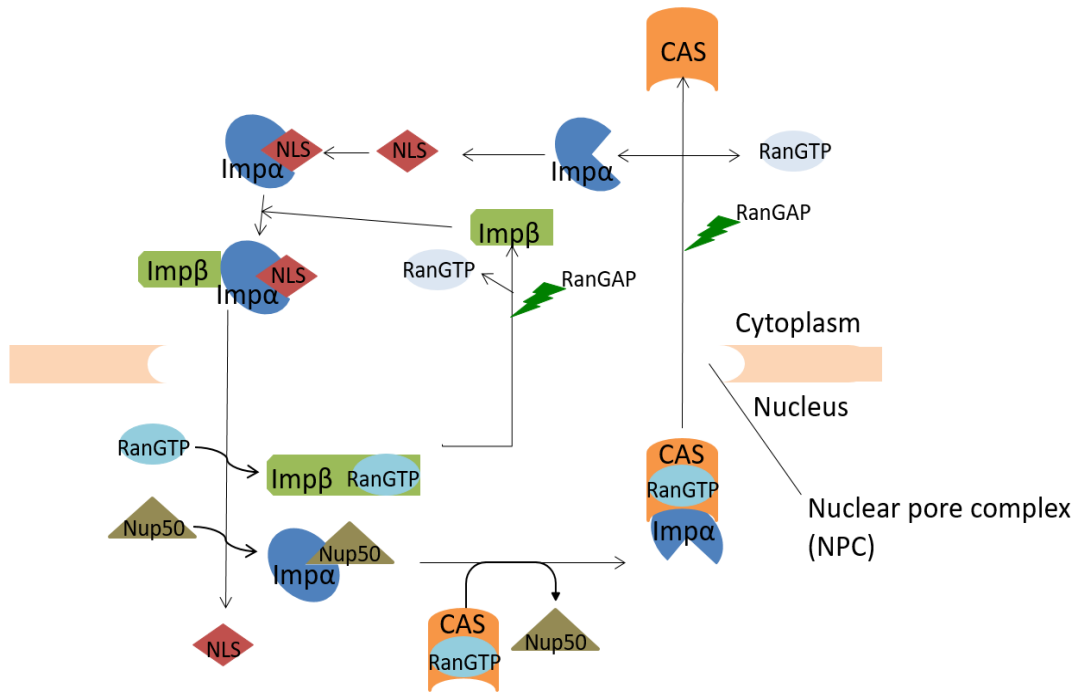 CAS
NLS
Impα
NLS
Impα
RanGTP
RanGAP
Impβ
Impβ
NLS
Impα
RanGTP
RanGAP
Cytoplasm
Nucleus
RanGTP
Impβ
RanGTP
CAS
RanGTP
Impα
Nuclear pore complex
(NPC)
Nup50
Nup50
Impα
CAS
RanGTP
Nup50
NLS